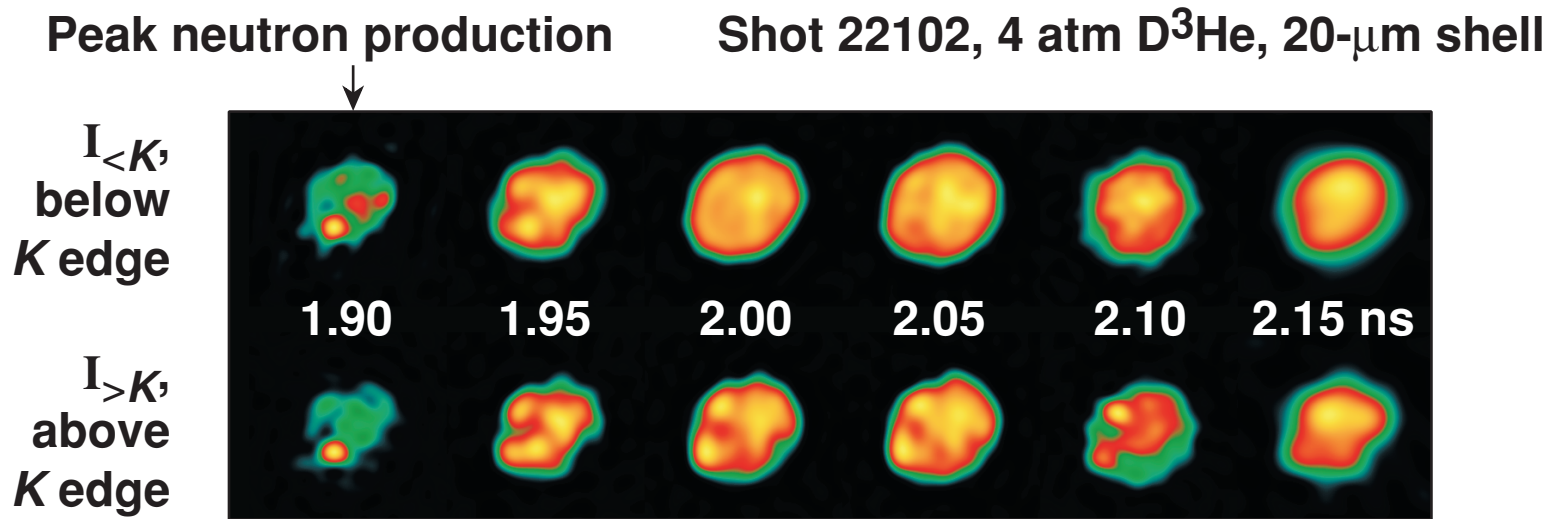 Peak neutron production
Shot 22102, 4 atm D³He, 20-μm shell
I<K,
below
K edge
1.90 1.95 2.00 2.05 2.10 2.15 ns
I>K,
above
K edge